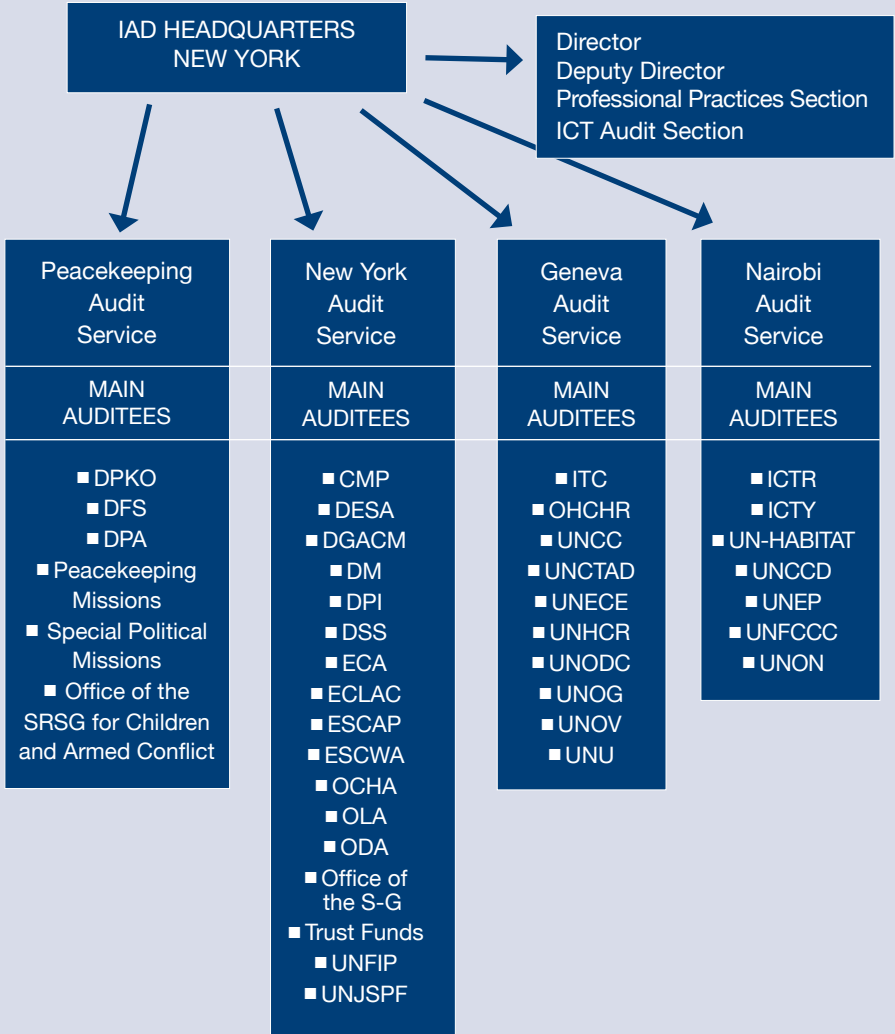 IAD HEADQUARTERS
NEW YORK
Director
Deputy Director
Professional Practices Section
ICT Audit Section
Peacekeeping
Audit
Service
MAIN
AUDITEES
■ DPKO
■ DFS
■ DPA
■ Peacekeeping
Missions
■ Special Political
Missions
■ Office of the
SRSG for Children
and Armed Conflict
New York
Audit
Service
MAIN
AUDITEES
■ CMP
■ DESA
■ DGACM
■ DM
■ DPI
■ DSS
■ ECA
■ ECLAC
■ ESCAP
■ ESCWA
■ OCHA
■ OLA
■ ODA
■ Office of
the S-G
■ Trust Funds
■ UNFIP
■ UNJSPF
Geneva
Audit
Service
MAIN
AUDITEES
■ ITC
■ OHCHR
■ UNCC
■ UNCTAD
■ UNECE
■ UNHCR
■ UNODC
■ UNOG
■ UNOV
■ UNU
Nairobi
Audit
Service
MAIN
AUDITEES
■ ICTR
■ ICTY
■ UN-HABITAT
■ UNCCD
■ UNEP
■ UNFCCC
■ UNON